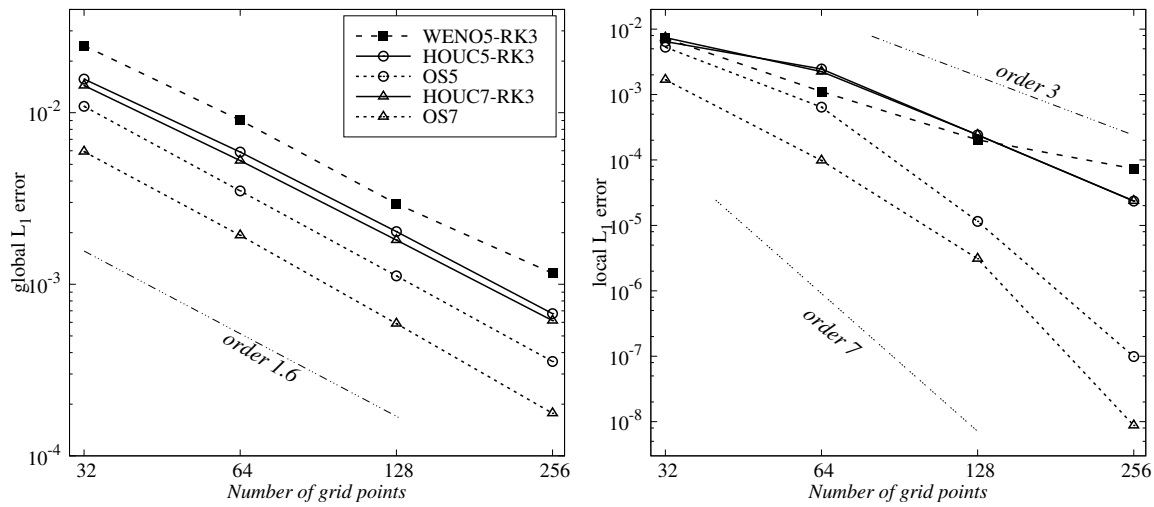 global L1 error
10^-2
10^-3
10^-4
WENO5-RK3
HOUC5-RK3
OS5
HOUC7-RK3
OS7
order 1.6
32
64
128
256
Number of grid points
local L1 error
10^-2
10^-3
10^-4
10^-5
10^-6
10^-7
10^-8
order 3
order 7
32
64
128
256
Number of grid points